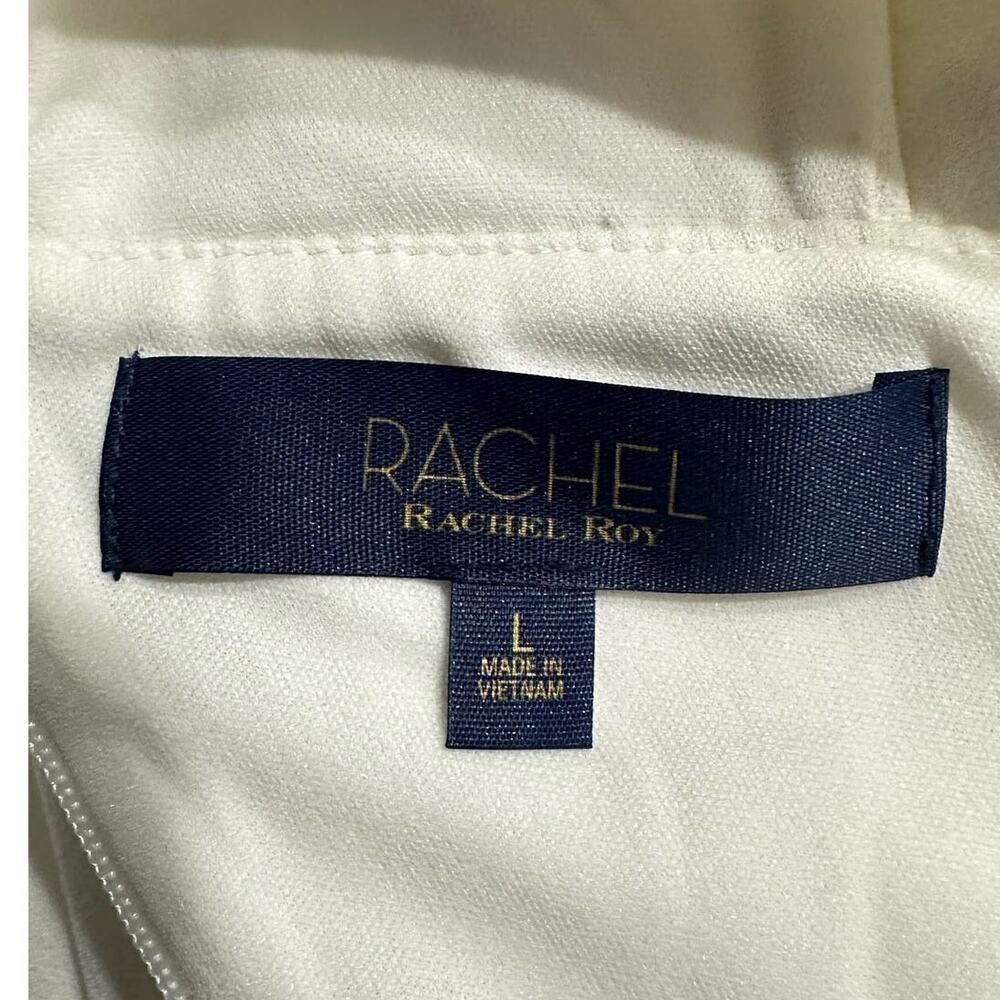 RACHEL
RACHEL ROY
L
MADE IN
VIETNAM